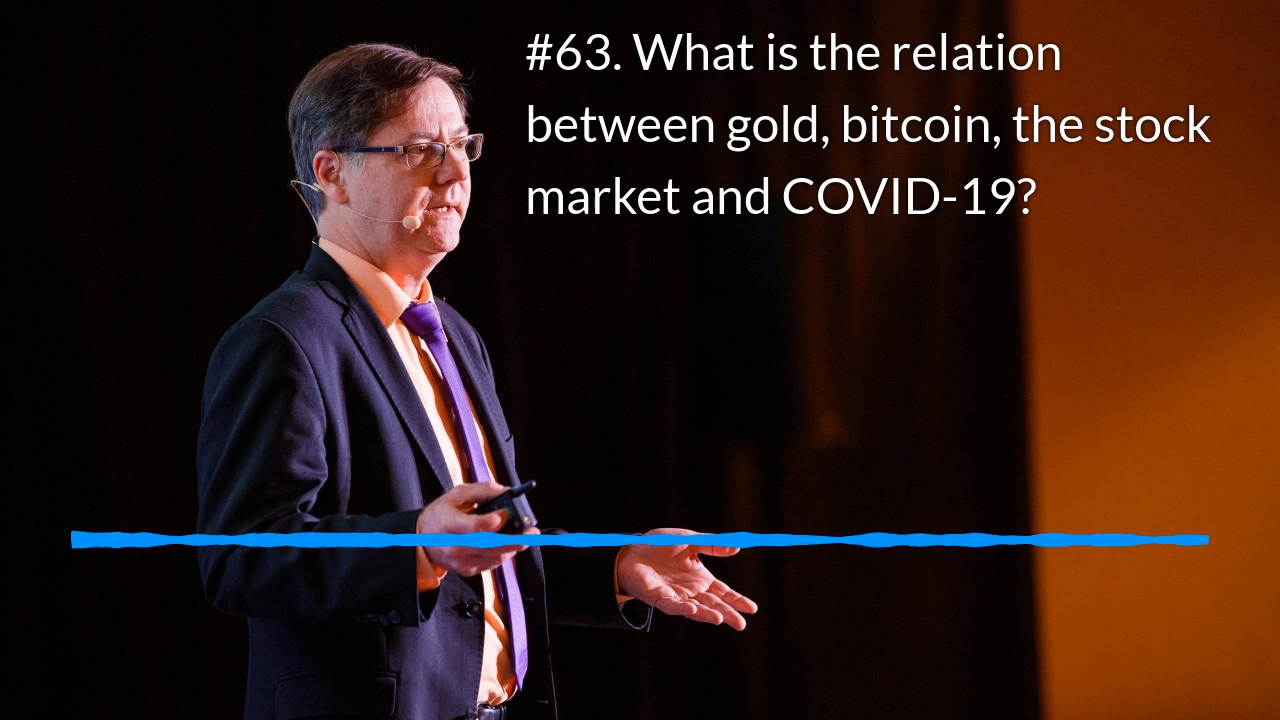 #63. What is the relation
between gold, bitcoin, the stock
market and COVID-19?